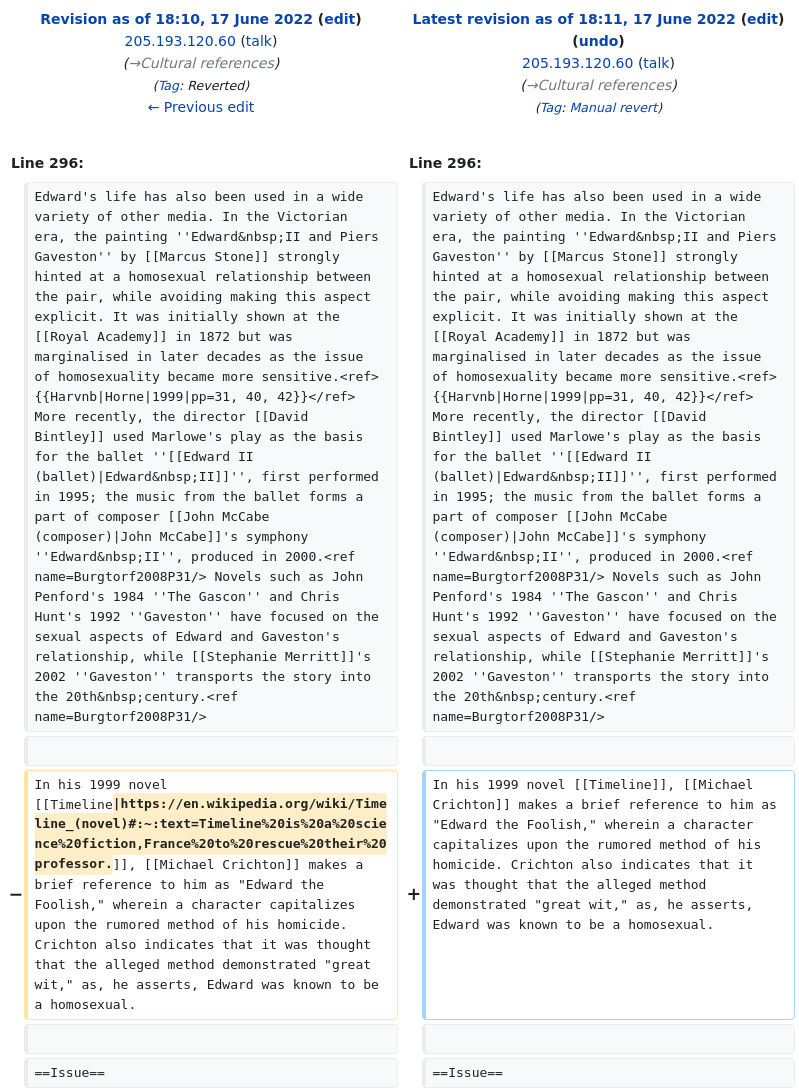 Revision as of 18:10, 17 June 2022 (edit)
205.193.120.60 (talk)
(→Cultural references)
(Tag: Reverted)
← Previous edit
Latest revision as of 18:11, 17 June 2022 (edit)
(undo)
205.193.120.60 (talk)
(→Cultural references)
(Tag: Manual revert)
Line 296:
Edward's life has also been used in a wide
variety of other media. In the Victorian
era, the painting ''Edward&nbsp;II and Piers
Gaveston'' by [[Marcus Stone]] strongly
hinted at a homosexual relationship between
the pair, while avoiding making this aspect
explicit. It was initially shown at the
[[Royal Academy]] in 1872 but was
marginalised in later decades as the issue
of homosexuality became more sensitive.<ref>
{{Harvnb|Horne|1999|pp=31, 40, 42}}</ref>
More recently, the director [[David
Bintley]] used Marlowe's play as the basis
for the ballet ''[[Edward II
(ballet)|Edward&nbsp;II]]'', first performed
in 1995; the music from the ballet forms a
part of composer [[John McCabe
(composer)|John McCabe]]'s symphony
''Edward&nbsp;II'', produced in 2000.<ref
name=Burgtorf2008P31/> Novels such as John
Penford's 1984 ''The Gascon'' and Chris
Hunt's 1992 ''Gaveston'' have focused on the
sexual aspects of Edward and Gaveston's
relationship, while [[Stephanie Merritt]]'s
2002 ''Gaveston'' transports the story into
the 20th&nbsp;century.<ref
name=Burgtorf2008P31/>
Line 296:
Edward's life has also been used in a wide
variety of other media. In the Victorian
era, the painting ''Edward&nbsp;II and Piers
Gaveston'' by [[Marcus Stone]] strongly
hinted at a homosexual relationship between
the pair, while avoiding making this aspect
explicit. It was initially shown at the
[[Royal Academy]] in 1872 but was
marginalised in later decades as the issue
of homosexuality became more sensitive.<ref>
{{Harvnb|Horne|1999|pp=31, 40, 42}}</ref>
More recently, the director [[David
Bintley]] used Marlowe's play as the basis
for the ballet ''[[Edward II
(ballet)|Edward&nbsp;II]]'', first performed
in 1995; the music from the ballet forms a
part of composer [[John McCabe
(composer)|John McCabe]]'s symphony
''Edward&nbsp;II'', produced in 2000.<ref
name=Burgtorf2008P31/> Novels such as John
Penford's 1984 ''The Gascon'' and Chris
Hunt's 1992 ''Gaveston'' have focused on the
sexual aspects of Edward and Gaveston's
relationship, while [[Stephanie Merritt]]'s
2002 ''Gaveston'' transports the story into
the 20th&nbsp;century.<ref
name=Burgtorf2008P31/>
−
In his 1999 novel
[[Timeline|https://en.wikipedia.org/wiki/Time
line_(novel)#:~:text=Timeline%20is%20a%20scie
nce%20fiction,France%20to%20rescue%20their%20
professor.]], [[Michael Crichton]] makes a
brief reference to him as "Edward the
Foolish," wherein a character capitalizes
upon the rumored method of his homicide.
Crichton also indicates that it was thought
that the alleged method demonstrated "great
wit," as, he asserts, Edward was known to be
a homosexual.
+
In his 1999 novel [[Timeline]], [[Michael
Crichton]] makes a brief reference to him as
"Edward the Foolish," wherein a character
capitalizes upon the rumored method of his
homicide. Crichton also indicates that it
was thought that the alleged method
demonstrated "great wit," as, he asserts,
Edward was known to be a homosexual.
==Issue==
==Issue==